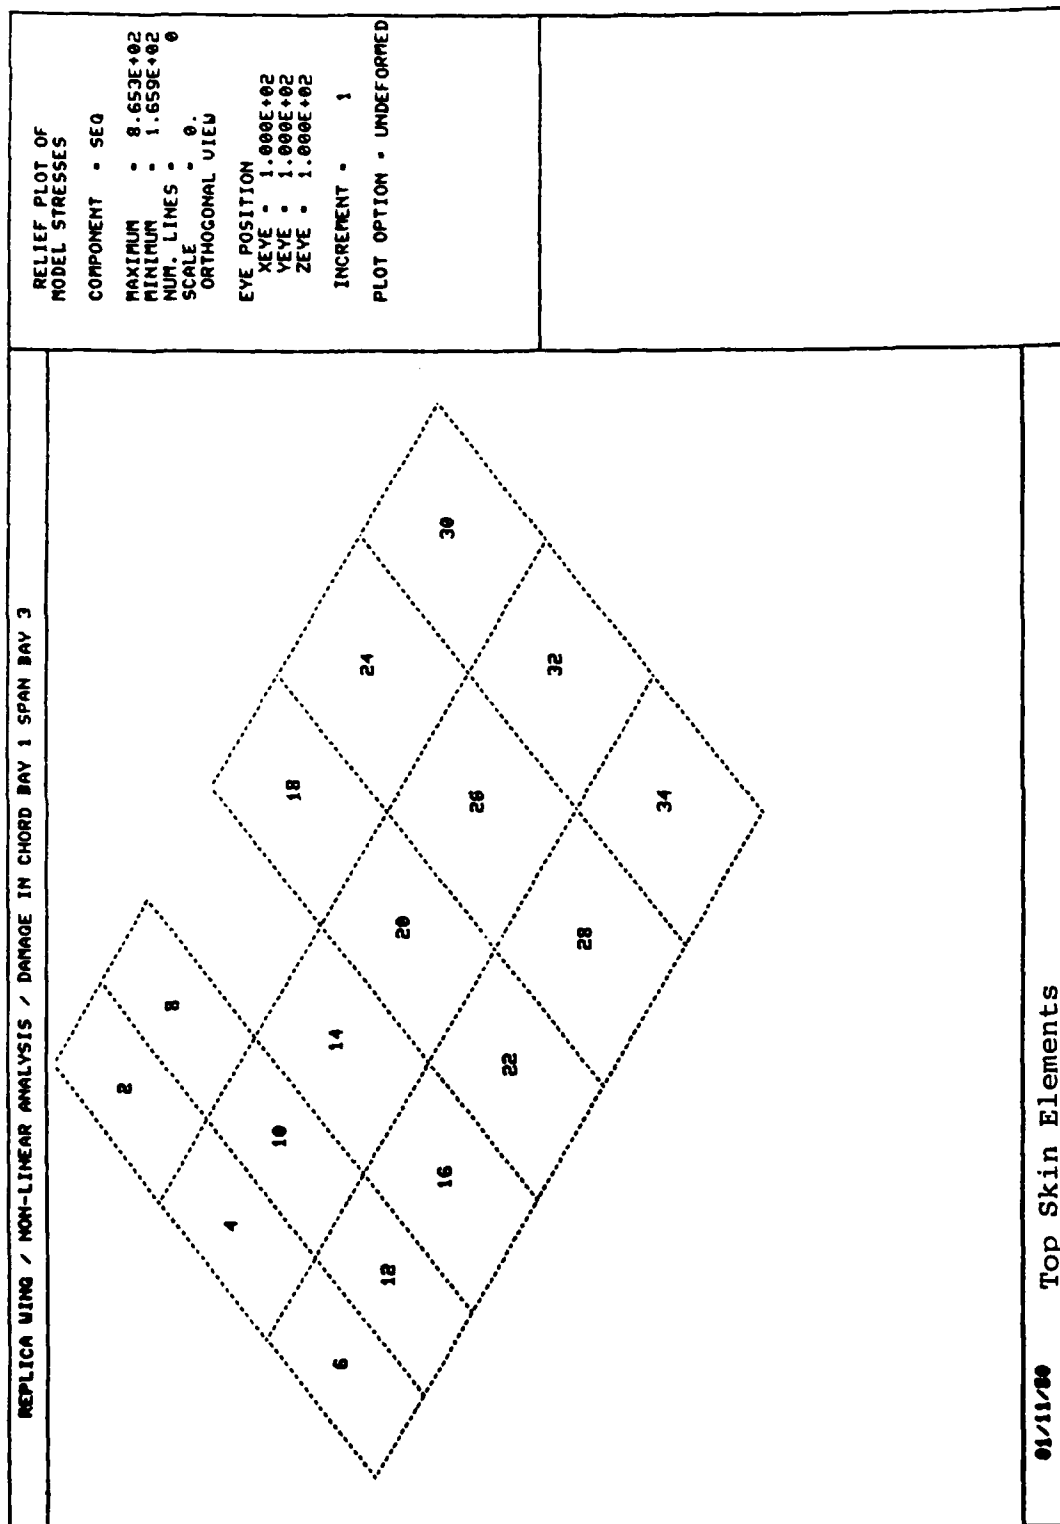 REPLICA WING / NON-LINEAR ANALYSIS / DAMAGE IN CHORD BAY 1 SPAN BAY 3
RELIEF PLOT OF
MODEL STRESSES
COMPONENT = SEQ
MAXIMUM = 8.653E+02
MINIMUM = 1.659E+02
NUM. LINES = 0
SCALE = 0.
ORTHOGONAL VIEW
EYE POSITION
XEYE = 1.000E+02
YEYE = 1.000E+02
ZEYE = 1.000E+02
INCREMENT = 1
PLOT OPTION = UNDEFORMED
2
8
4
10
14
18
24
30
6
12
16
20
26
32
22
28
34
01/11/80 Top Skin Elements